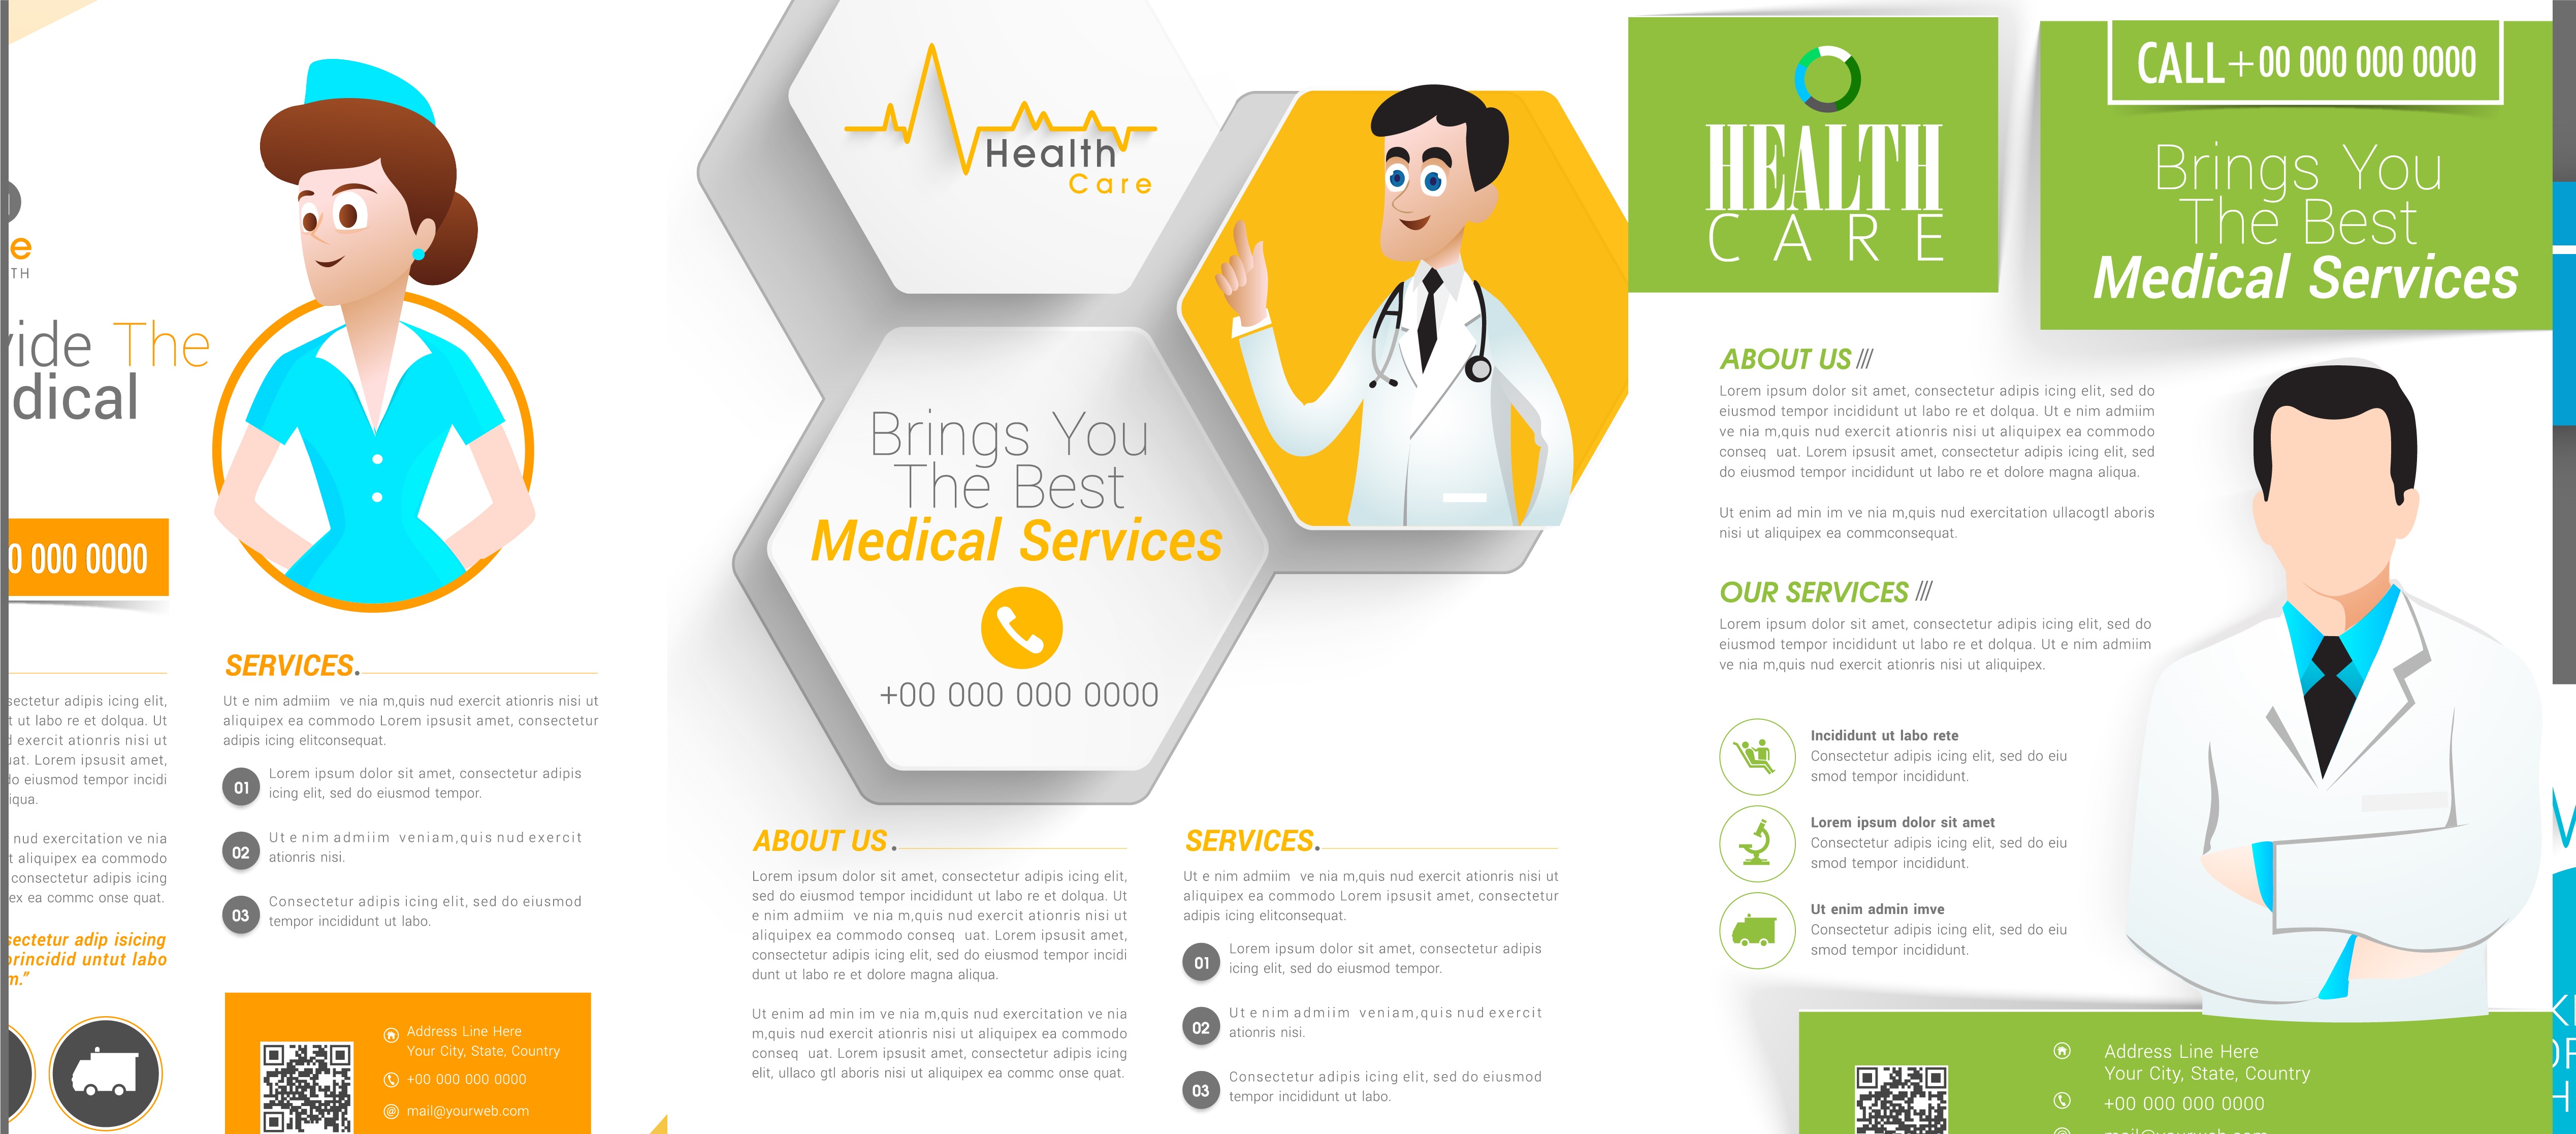 e
TH
vide The
dical
0 000 0000
sectetur adipis icing elit,
t ut labo re et dolqua. Ut
d exercit ationris nisi ut
uat. Lorem ipsusit amet,
do eiusmod tempor incidi
iqua.
nud exercitation ve nia
t aliquipex ea commodo
consectetur adipis icing
ex ea commc onse quat.
sectetur adip isicing
orincidid untut labo
m.”
SERVICES.
Ut e nim admiim ve nia m,quis nud exercit ationris nisi ut
aliquipex ea commodo Lorem ipsusit amet, consectetur
adipis icing elitconsequat.
01
Lorem ipsum dolor sit amet, consectetur adipis
icing elit, sed do eiusmod tempor.
02
Ut e nim admiim veniam,quis nud exercit
ationris nisi.
03
Consectetur adipis icing elit, sed do eiusmod
tempor incididunt ut labo.
Address Line Here
Your City, State, Country
+00 000 000 0000
mail@yourweb.com
Health
Care
Brings You
The Best
Medical Services
+00 000 000 0000
ABOUT US.
Lorem ipsum dolor sit amet, consectetur adipis icing elit,
sed do eiusmod tempor incididunt ut labo re et dolqua. Ut
e nim admiim ve nia m,quis nud exercit ationris nisi ut
aliquipex ea commodo conseq uat. Lorem ipsusit amet,
consectetur adipis icing elit, sed do eiusmod tempor incidi
dunt ut labo re et dolore magna aliqua.
Ut enim ad min im ve nia m,quis nud exercitation ve nia
m,quis nud exercit ationris nisi ut aliquipex ea commodo
conseq uat. Lorem ipsusit amet, consectetur adipis icing
elit, ullaco gtl aboris nisi ut aliquipex ea commc onse quat.
SERVICES.
Ut e nim admiim ve nia m,quis nud exercit ationris nisi ut
aliquipex ea commodo Lorem ipsusit amet, consectetur
adipis icing elitconsequat.
01
Lorem ipsum dolor sit amet, consectetur adipis
icing elit, sed do eiusmod tempor.
02
Ut e nim admiim veniam,quis nud exercit
ationris nisi.
03
Consectetur adipis icing elit, sed do eiusmod
tempor incididunt ut labo.
HEALTH
CARE
CALL+00 000 000 0000
Brings You
The Best
Medical Services
ABOUT US ///
Lorem ipsum dolor sit amet, consectetur adipis icing elit, sed do
eiusmod tempor incididunt ut labo re et dolqua. Ut e nim admiim
ve nia m,quis nud exercit ationris nisi ut aliquipex ea commodo
conseq uat. Lorem ipsusit amet, consectetur adipis icing elit, sed
do eiusmod tempor incididunt ut labo re et dolore magna aliqua.
Ut enim ad min im ve nia m,quis nud exercitation ullacogtl aboris
nisi ut aliquipex ea commconsequat.
OUR SERVICES ///
Lorem ipsum dolor sit amet, consectetur adipis icing elit, sed do
eiusmod tempor incididunt ut labo re et dolqua. Ut e nim admiim
ve nia m,quis nud exercit ationris nisi ut aliquipex.
Incididunt ut labo rete
Consectetur adipis icing elit, sed do eiu
smod tempor incididunt.
Lorem ipsum dolor sit amet
Consectetur adipis icing elit, sed do eiu
smod tempor incididunt.
Ut enim admin imve
Consectetur adipis icing elit, sed do eiu
smod tempor incididunt.
Address Line Here
Your City, State, Country
+00 000 000 0000